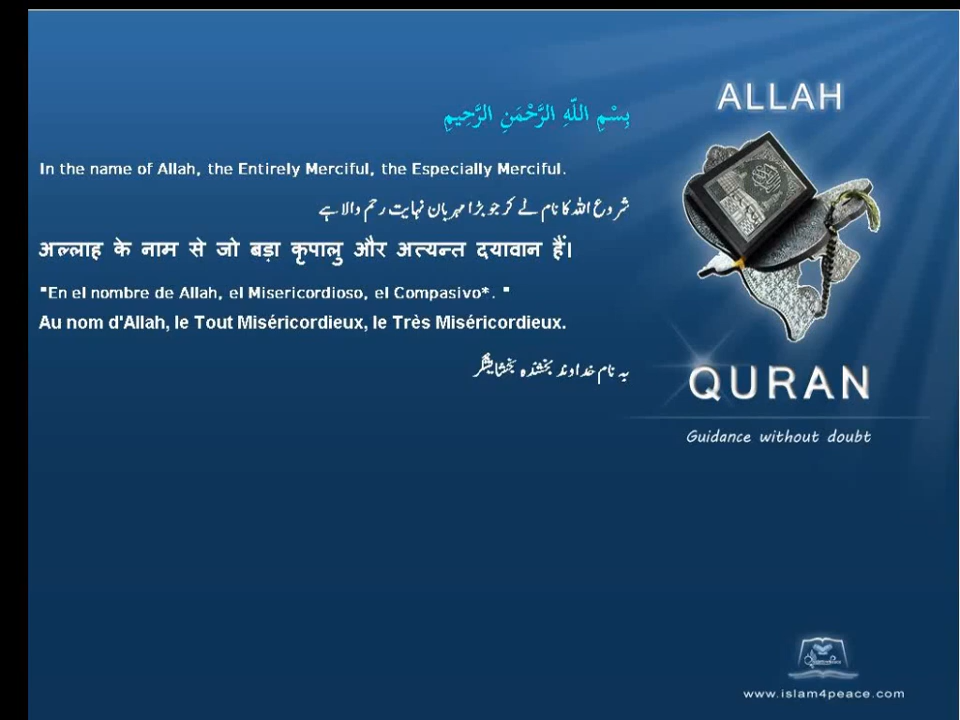 بِسْمِ اللَّهِ الرَّحْمَنِ الرَّحِيمِ
In the name of Allah, the Entirely Merciful, the Especially Merciful.
شروع اللہ کا نام لے کر جو بڑا مہربان نہایت رحم والا ہے
अल्लाह के नाम से जो बड़ा कृपालु और अत्यन्त दयावान हैं।
"En el nombre de Allah, el Misericordioso, el Compasivo*. "
Au nom d'Allah, le Tout Miséricordieux, le Très Miséricordieux.
به نام خداوند بخشنده بخشایشگر
ALLAH
QURAN
Guidance without doubt
www.islam4peace.com